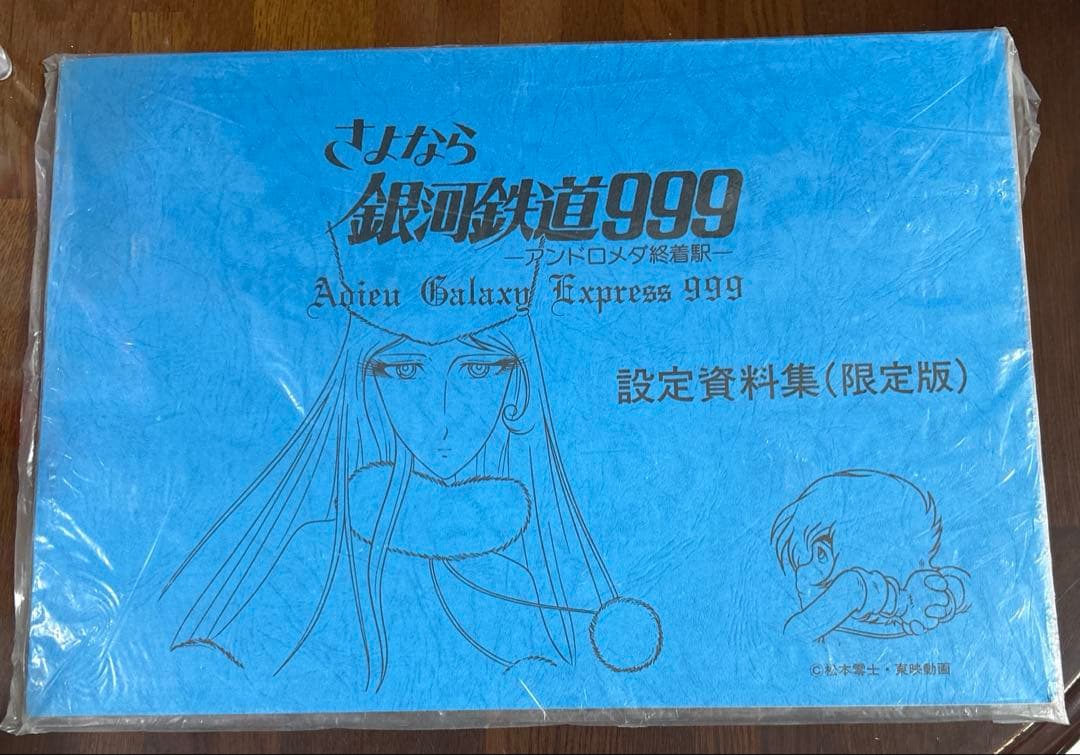 さよなら
銀河鉄道999
—アンドロメダ終着駅—
Adieu Galaxy Express 999
設定資料集(限定版)
©松本零士・東映動画